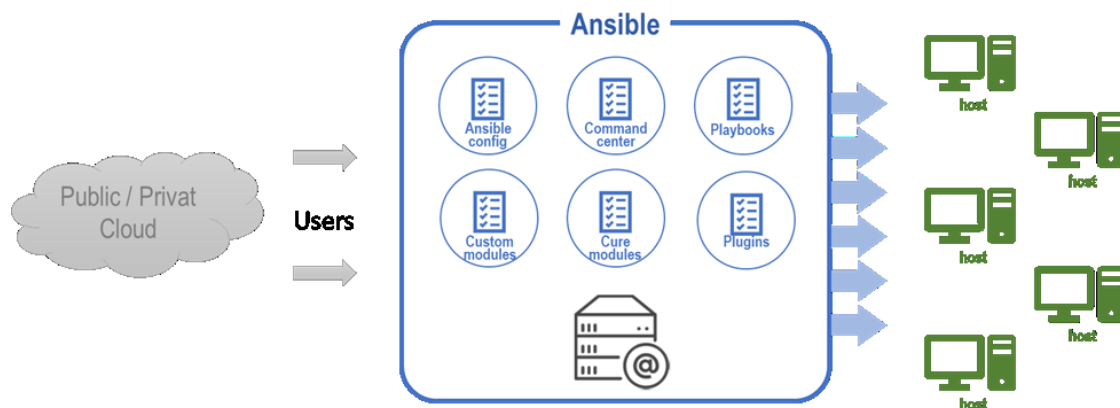 Ansible
Public / Privat
Cloud
Users
Ansible
config
Command
center
Playbooks
Custom
modules
Cure
modules
Plugins
@
host
host
host
host
host